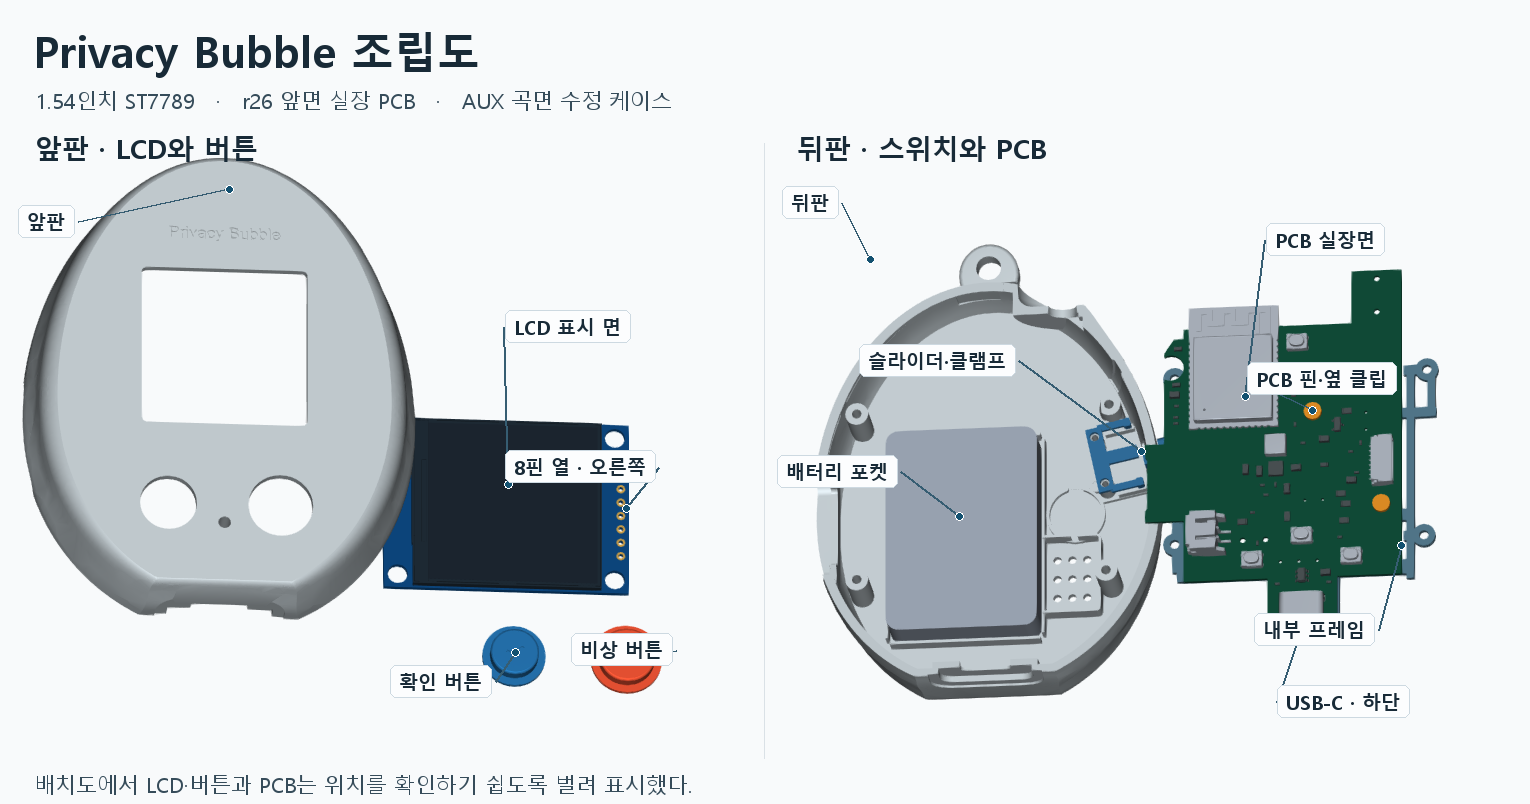 Privacy Bubble 조립도
1.54인치 ST7789 · r26 앞면 실장 PCB · AUX 곡면 수정 케이스
앞판 · LCD와 버튼
앞판
Privacy Bubble
LCD 표시 면
8핀 열 · 오른쪽
확인 버튼
비상 버튼
뒤판 · 스위치와 PCB
뒤판
PCB 실장면
슬라이더·클램프
PCB 핀·옆 클립
배터리 포켓
내부 프레임
USB-C · 하단
배치도에서 LCD·버튼과 PCB는 위치를 확인하기 쉽도록 벌려 표시했다.